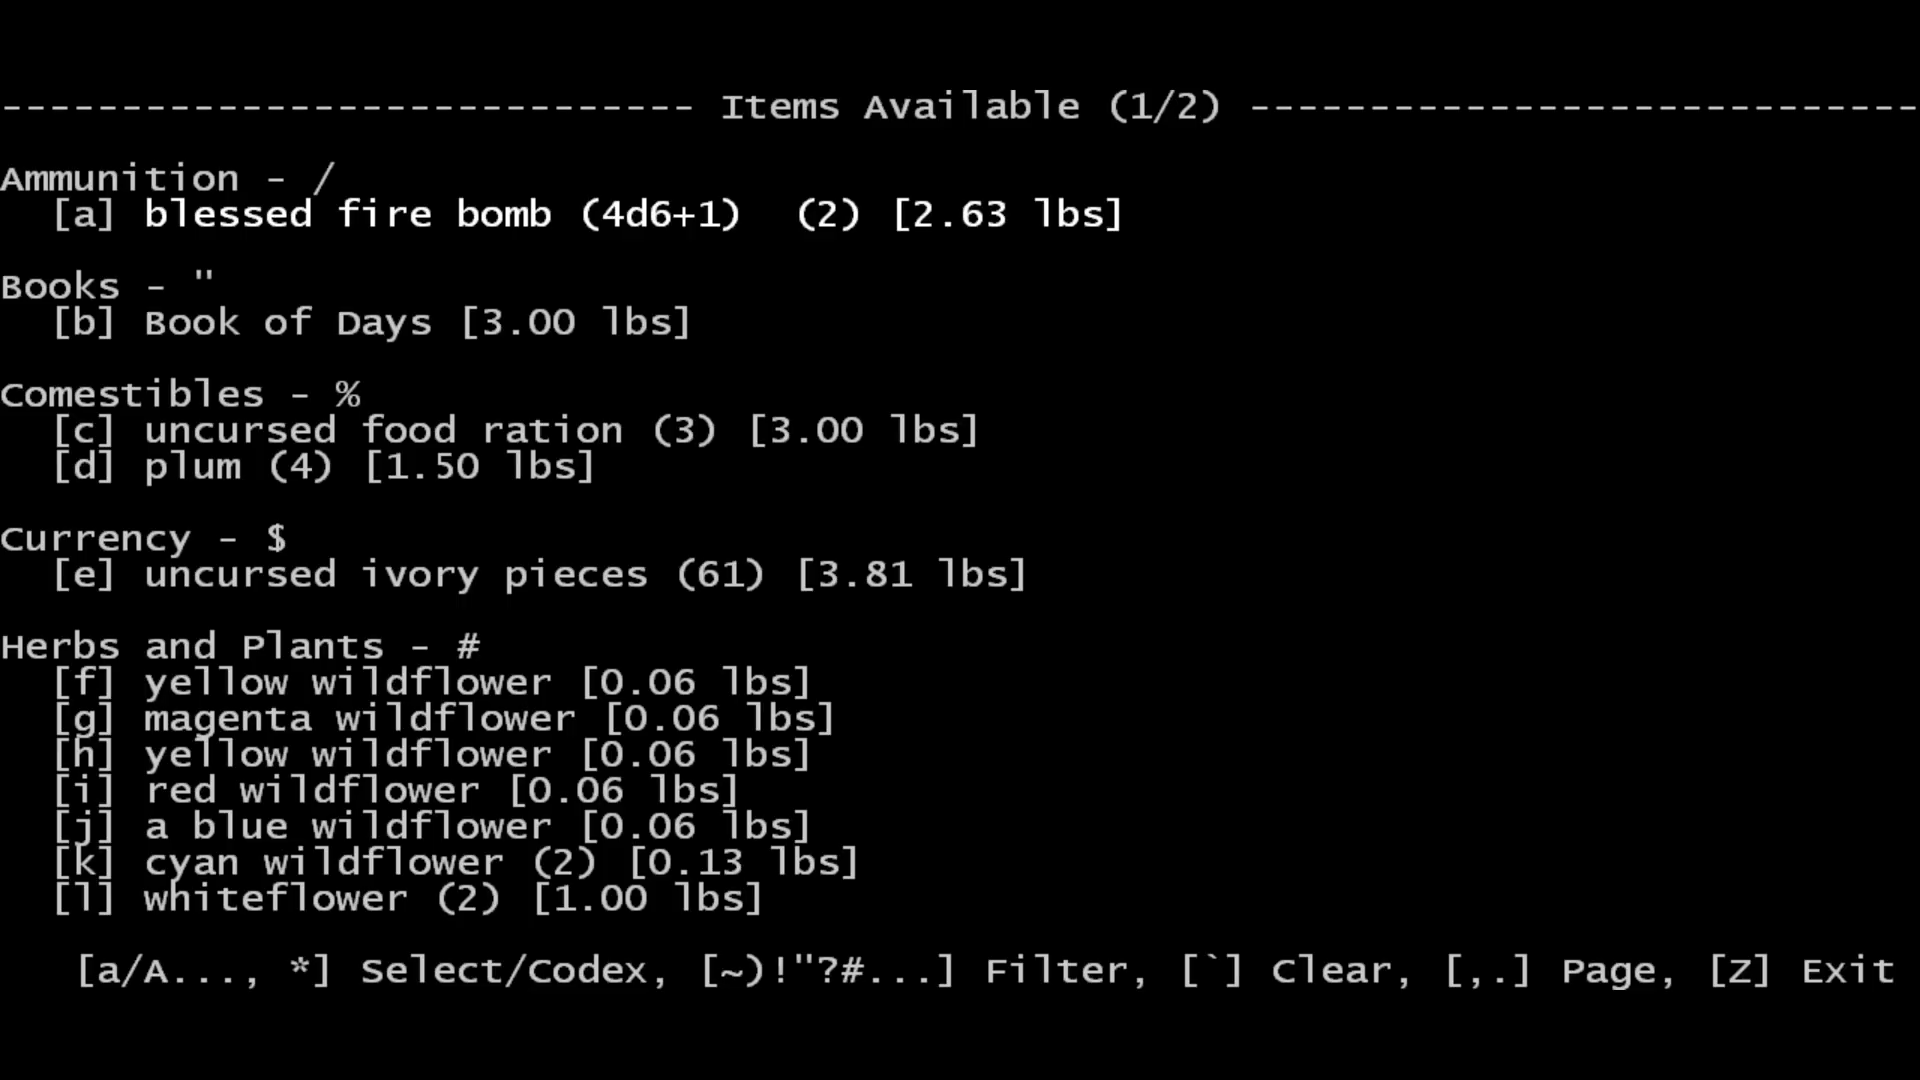 ---------------------------- Items Available (1/2) ----------------------------
Ammunition - /
[a] blessed fire bomb (4d6+1)  (2) [2.63 lbs]
Books - "
[b] Book of Days [3.00 lbs]
Comestibles - %
[c] uncursed food ration (3) [3.00 lbs]
[d] plum (4) [1.50 lbs]
Currency - $
[e] uncursed ivory pieces (61) [3.81 lbs]
Herbs and Plants - #
[f] yellow wildflower [0.06 lbs]
[g] magenta wildflower [0.06 lbs]
[h] yellow wildflower [0.06 lbs]
[i] red wildflower [0.06 lbs]
[j] a blue wildflower [0.06 lbs]
[k] cyan wildflower (2) [0.13 lbs]
[l] whiteflower (2) [1.00 lbs]
[a/A..., *] Select/Codex, [~)!"?#...] Filter, [`] Clear, [,.] Page, [Z] Exit